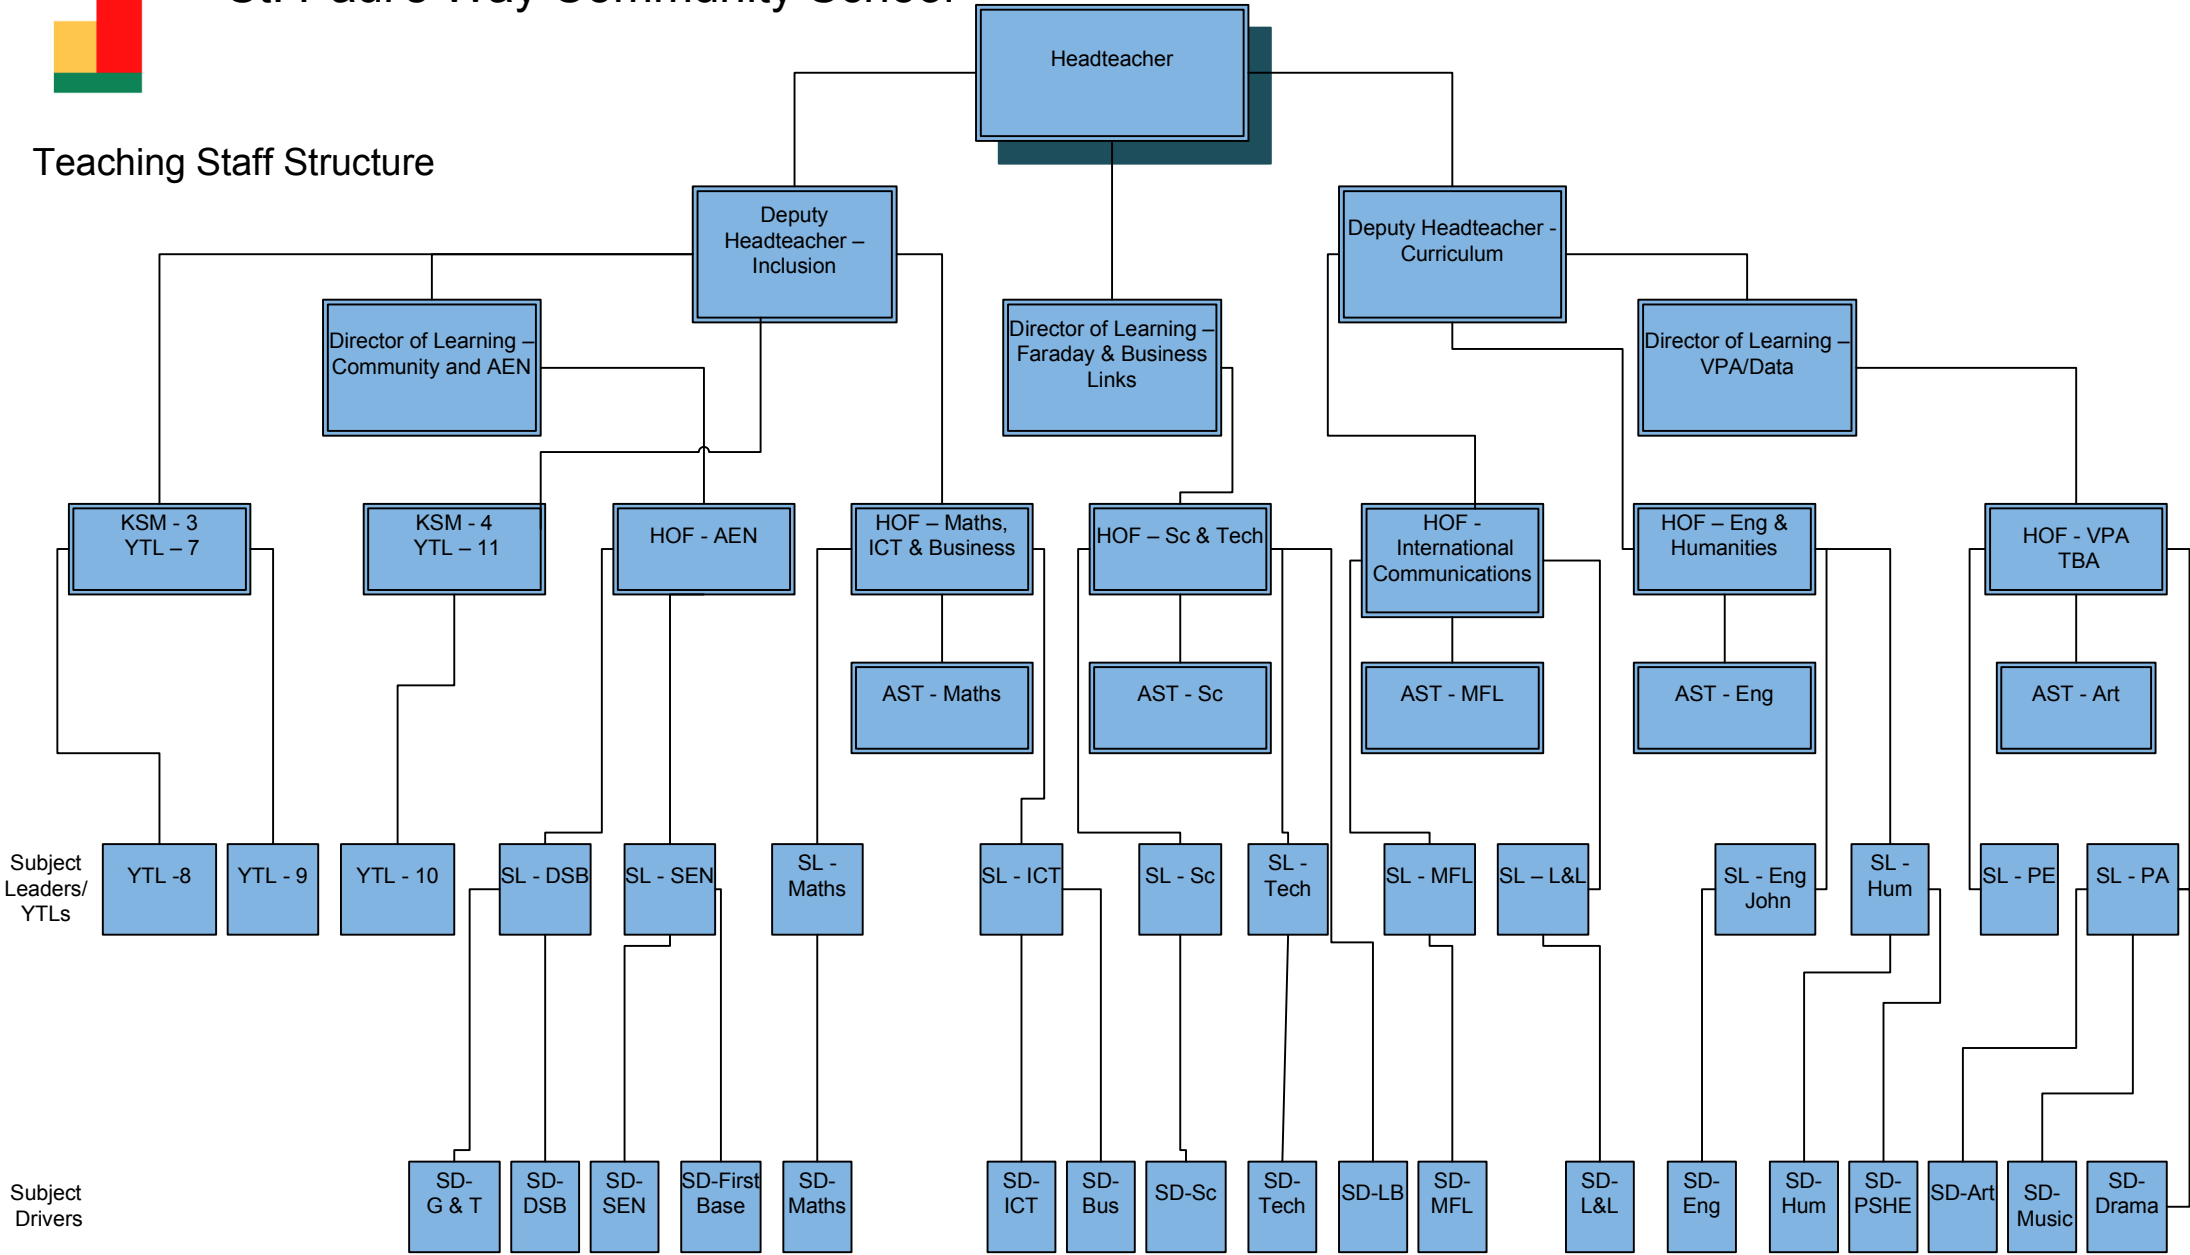 St. Paul's Way Community School
Headteacher
Teaching Staff Structure
Deputy
Headteacher –
Inclusion
Deputy Headteacher -
Curriculum
Director of Learning –
Community and AEN
Director of Learning –
Faraday & Business
Links
Director of Learning –
VPA/Data
KSM - 3
YTL – 7
KSM - 4
YTL – 11
HOF - AEN
HOF – Maths,
ICT & Business
HOF – Sc & Tech
HOF -
International
Communications
HOF – Eng &
Humanities
HOF - VPA
TBA
AST - Maths
AST - Sc
AST - MFL
AST - Eng
AST - Art
Subject
Leaders/
YTLs
YTL -8
YTL - 9
YTL - 10
SL - DSB
SL - SEN
SL -
Maths
SL - ICT
SL - Sc
SL -
Tech
SL - MFL
SL – L&L
SL - Eng
John
SL -
Hum
SL - PE
SL - PA
Subject
Drivers
SD-
G & T
SD-
DSB
SD-
SEN
SD-First
Base
SD-
Maths
SD-
ICT
SD-
Bus
SD-Sc
SD-
Tech
SD-LB
SD-
MFL
SD-
L&L
SD-
Eng
SD-
Hum
SD-
PSHE
SD-Art
SD-
Music
SD-
Drama